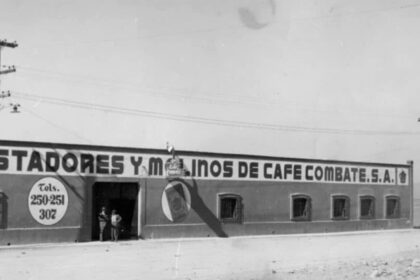 STADORES Y MOLINOS DE CAFE COMBATE. S. A.
Tels.
250-251
307